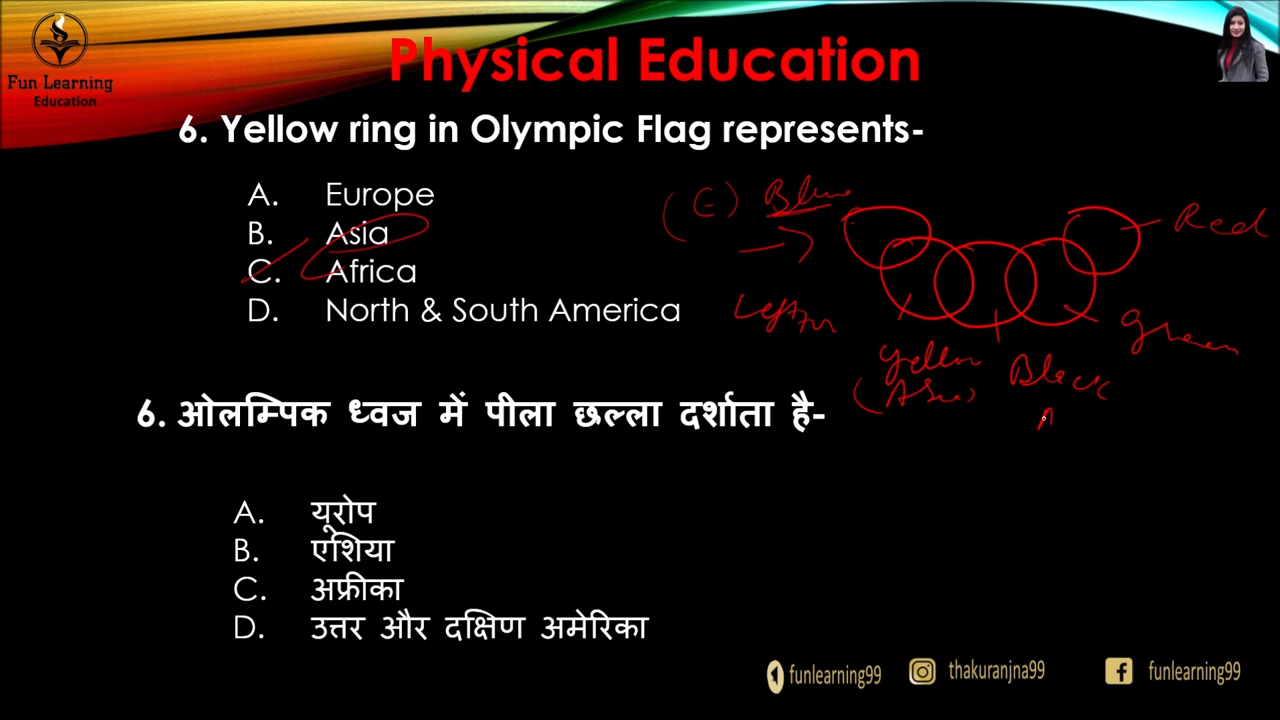 Fun Learning
Education
Physical Education
6. Yellow ring in Olympic Flag represents-
A. Europe
B. Asia
C. Africa
D. North & South America
(E) Blue
Red
Green
Yellow
(Asia)
Black
6. ओलम्पिक ध्वज में पीला छल्ला दर्शाता है-
A. यूरोप
B. एशिया
C. अफ्रीका
D. उत्तर और दक्षिण अमेरिका
funlearning99
thakuranjna99
funlearning99